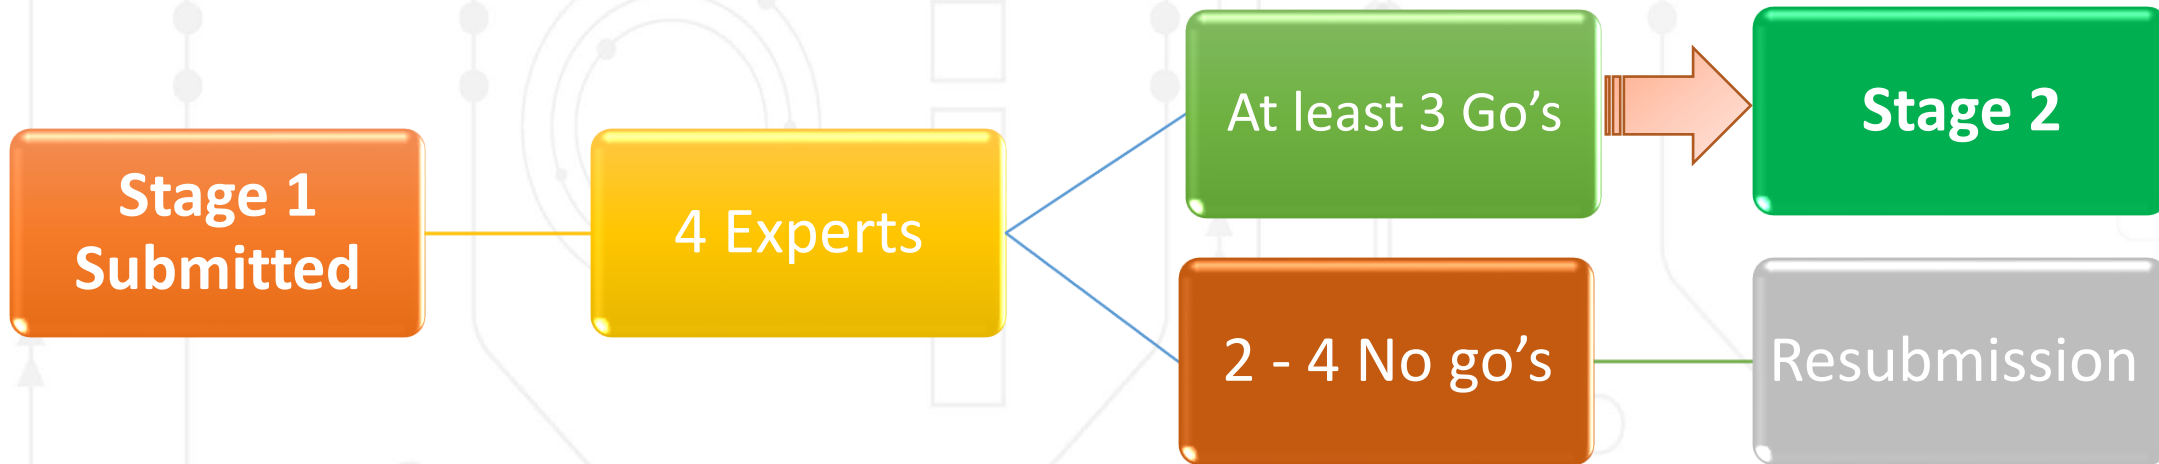 Stage 1
Submitted
4 Experts
At least 3 Go’s
Stage 2
2 - 4 No go’s
Resubmission